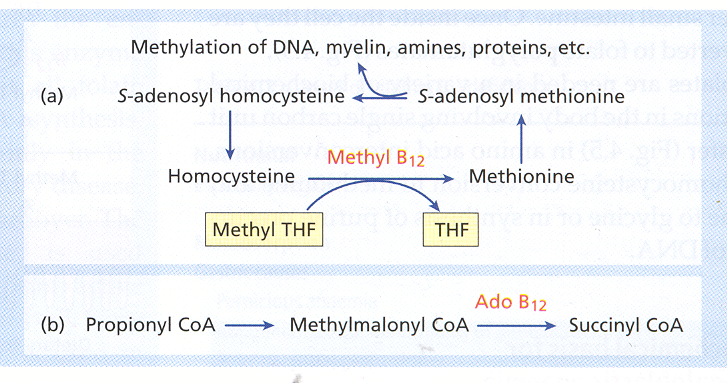 Methylation of DNA, myelin, amines, proteins, etc.
(a) S-adenosyl homocysteine S-adenosyl methionine
Methyl B12
Homocysteine Methionine
Methyl THF THF
Ado B12
(b) Propionyl CoA Methylmalonyl CoA Succinyl CoA